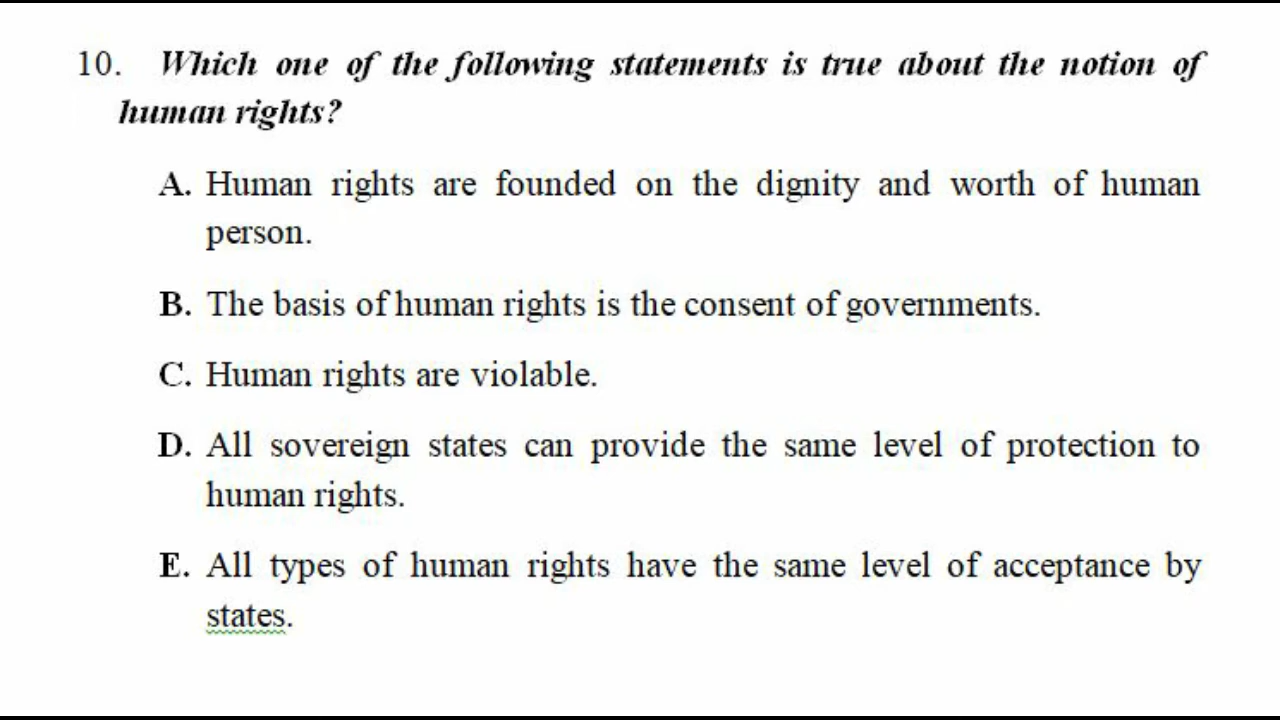 10. Which one of the following statements is true about the notion of
human rights?
A. Human rights are founded on the dignity and worth of human
person.
B. The basis of human rights is the consent of governments.
C. Human rights are violable.
D. All sovereign states can provide the same level of protection to
human rights.
E. All types of human rights have the same level of acceptance by
states.